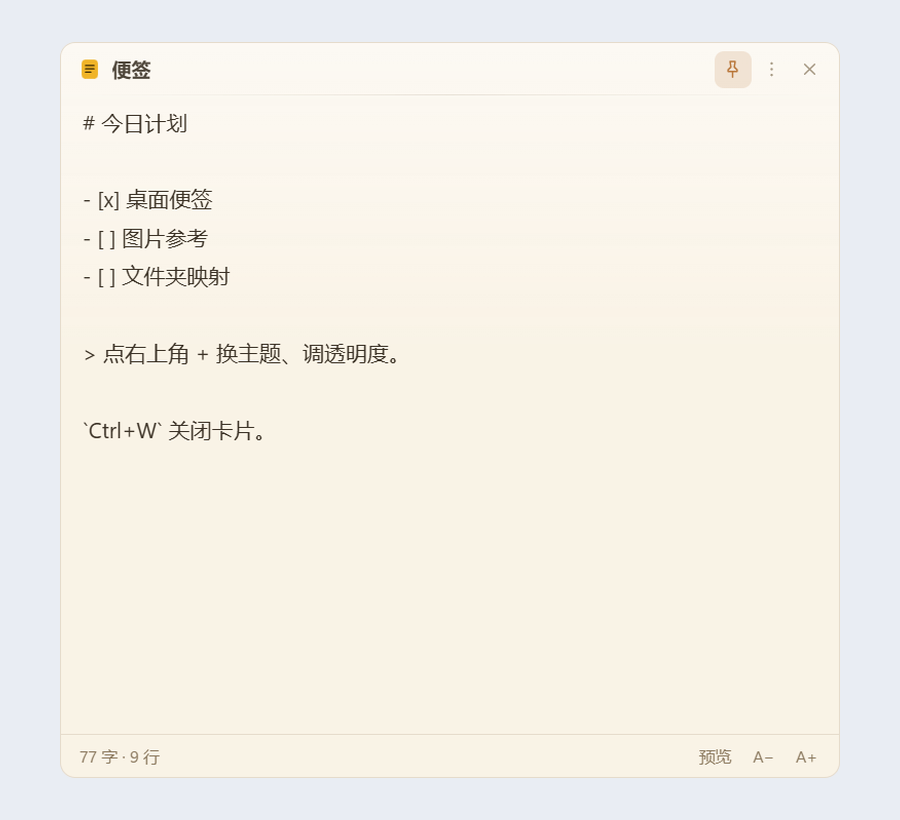 便签
# 今日计划
- [x] 桌面便签
- [ ] 图片参考
- [ ] 文件夹映射
> 点右上角 + 换主题、调透明度。
`Ctrl+W` 关闭卡片。
77 字 · 9 行 预览 A− A+